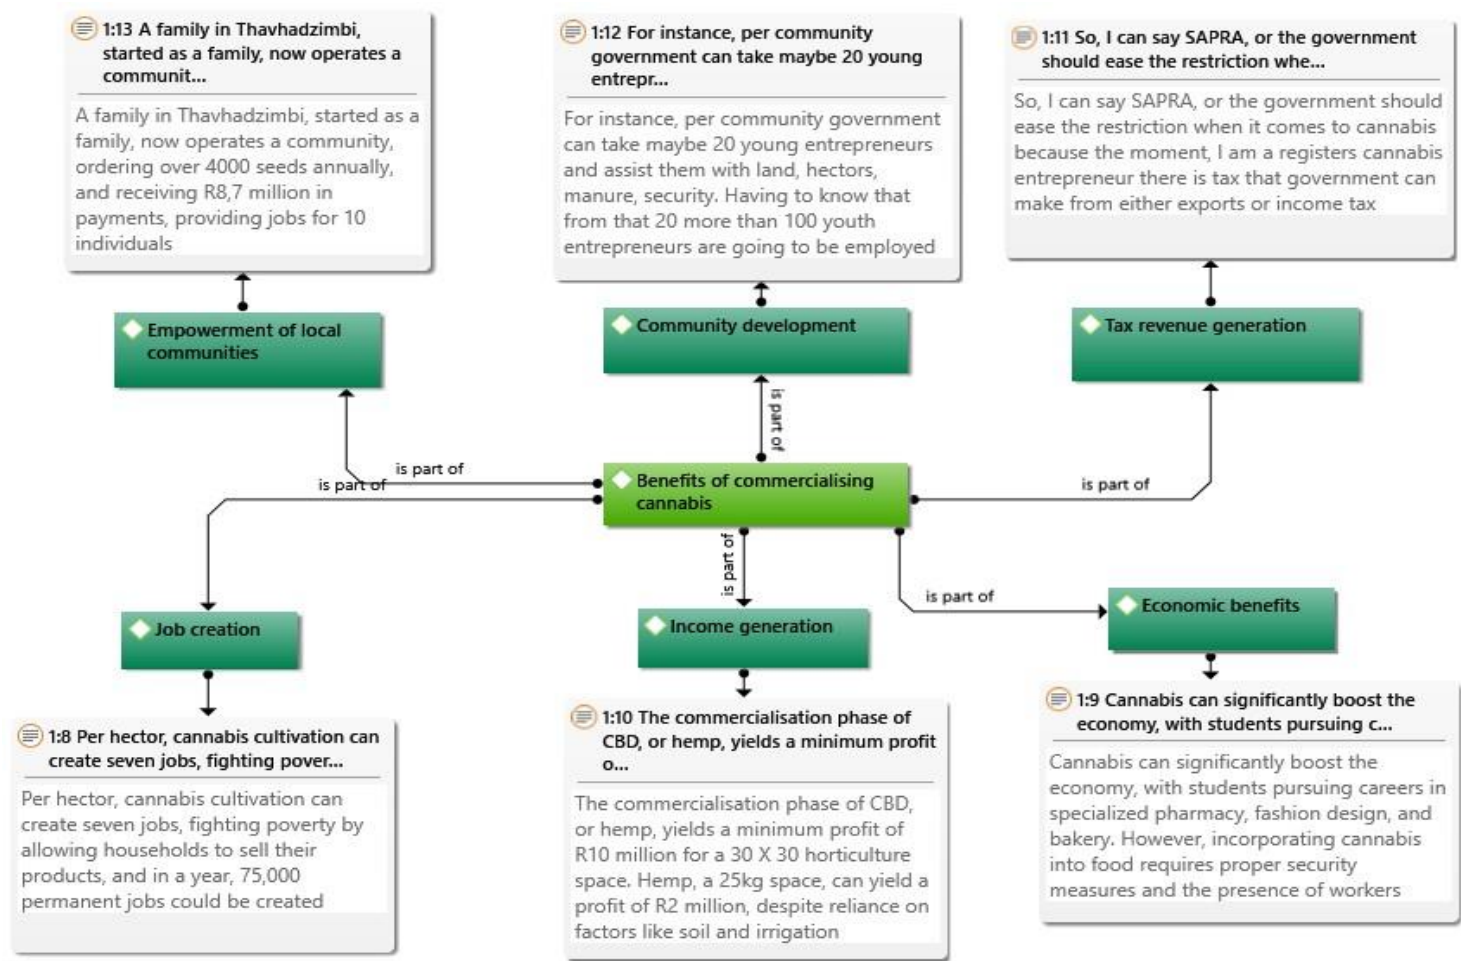 1:13 A family in Thavhadzimbi,
started as a family, now operates a
communit...
A family in Thavhadzimbi, started as a
family, now operates a community,
ordering over 4000 seeds annually,
and receiving R8,7 million in
payments, providing jobs for 10
individuals
1:12 For instance, per community
government can take maybe 20 young
entrepr...
For instance, per community government
can take maybe 20 young entrepreneurs
and assist them with land, hectors,
manure, security. Having to know that
from that 20 more than 100 youth
entrepreneurs are going to be employed
1:11 So, I can say SAPRA, or the government
should ease the restriction whe...
So, I can say SAPRA, or the government should
ease the restriction when it comes to cannabis
because the moment, I am a registers cannabis
entrepreneur there is tax that government can
make from either exports or income tax
Empowerment of local
communities
Community development
Tax revenue generation
is part of
is part of
is part of
Benefits of commercialising
cannabis
is part of
is part of
is part of
Job creation
Income generation
Economic benefits
1:8 Per hector, cannabis cultivation can
create seven jobs, fighting pover...
Per hector, cannabis cultivation can
create seven jobs, fighting poverty by
allowing households to sell their
products, and in a year, 75,000
permanent jobs could be created
1:10 The commercialisation phase of
CBD, or hemp, yields a minimum profit
o...
The commercialisation phase of CBD,
or hemp, yields a minimum profit of
R10 million for a 30 X 30 horticulture
space. Hemp, a 25kg space, can yield a
profit of R2 million, despite reliance on
factors like soil and irrigation
1:9 Cannabis can significantly boost the
economy, with students pursuing c...
Cannabis can significantly boost the
economy, with students pursuing careers in
specialized pharmacy, fashion design, and
bakery. However, incorporating cannabis
into food requires proper security
measures and the presence of workers